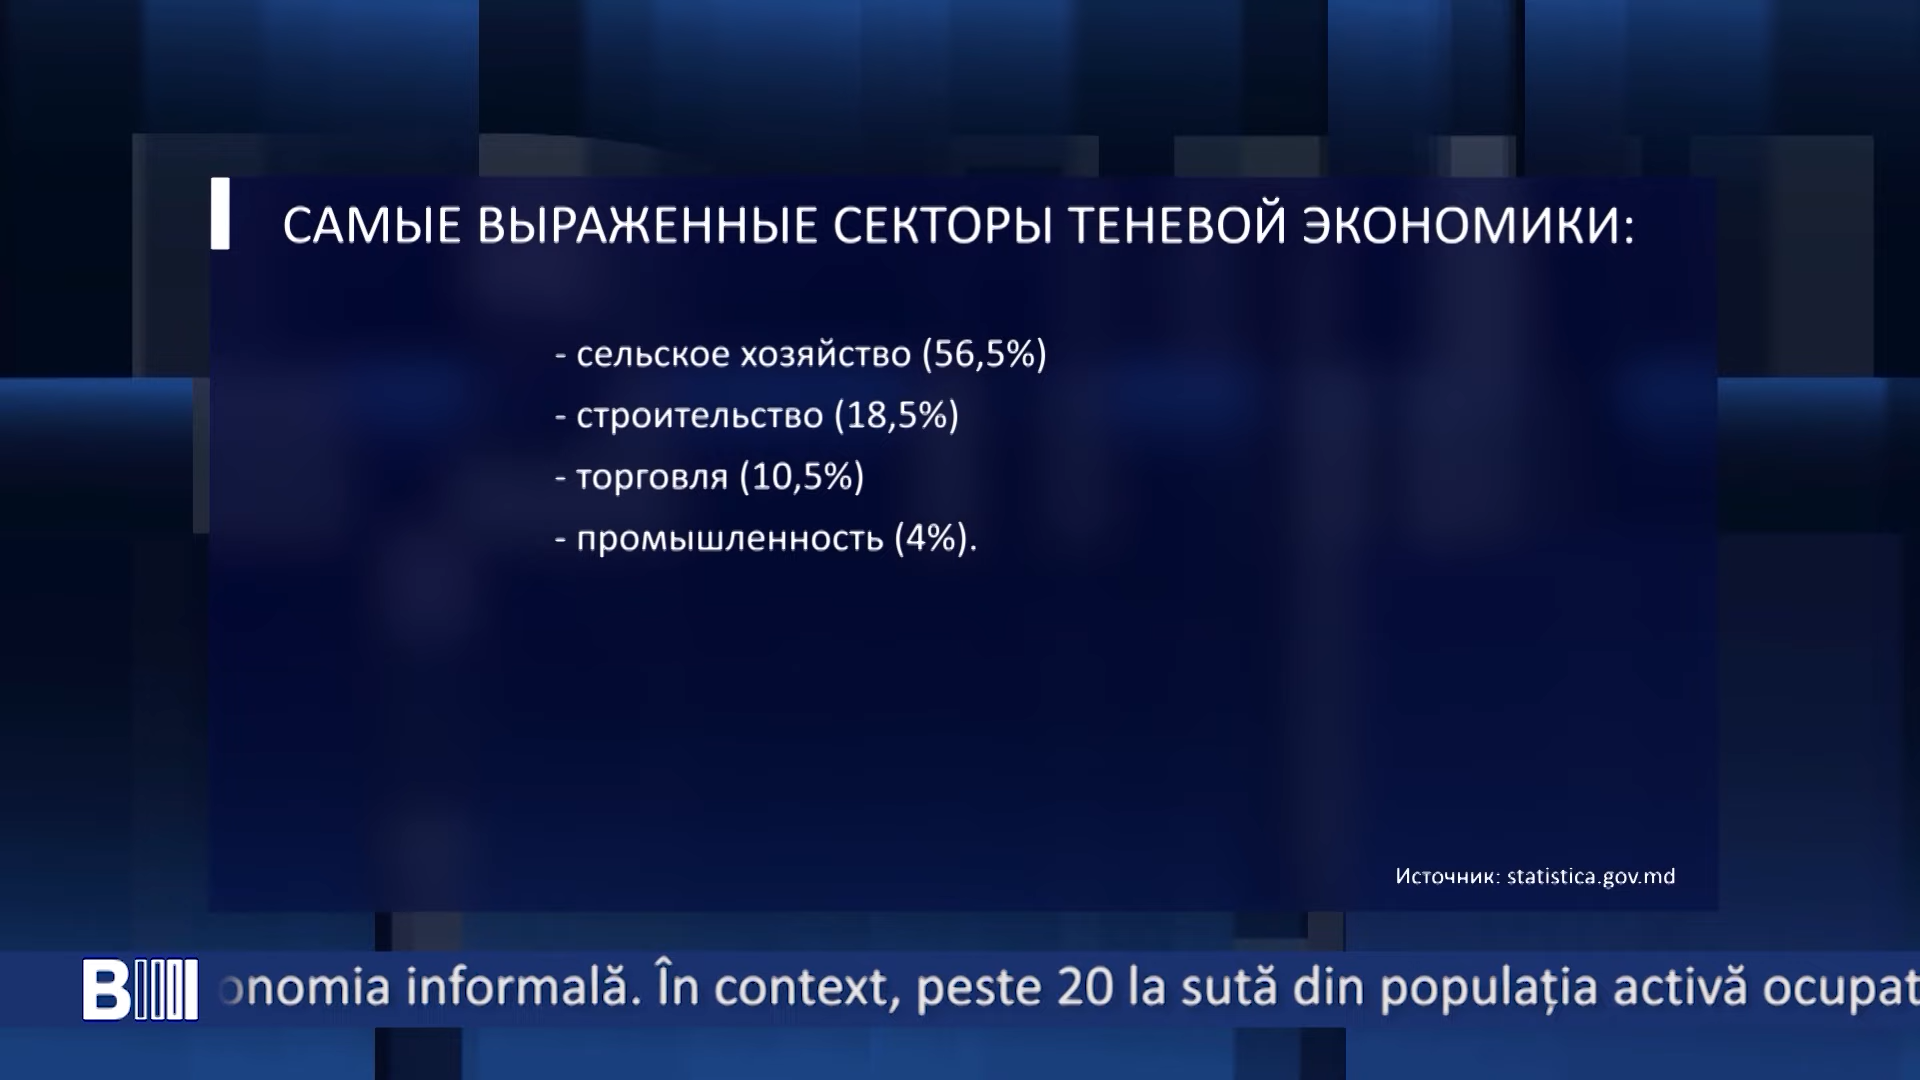 САМЫЕ ВЫРАЖЕННЫЕ СЕКТОРЫ ТЕНЕВОЙ ЭКОНОМИКИ:
- сельское хозяйство (56,5%)
- строительство (18,5%)
- торговля (10,5%)
- промышленность (4%).
Источник: statistica.gov.md
B onomia informală. În context, peste 20 la sută din populația activă ocupat